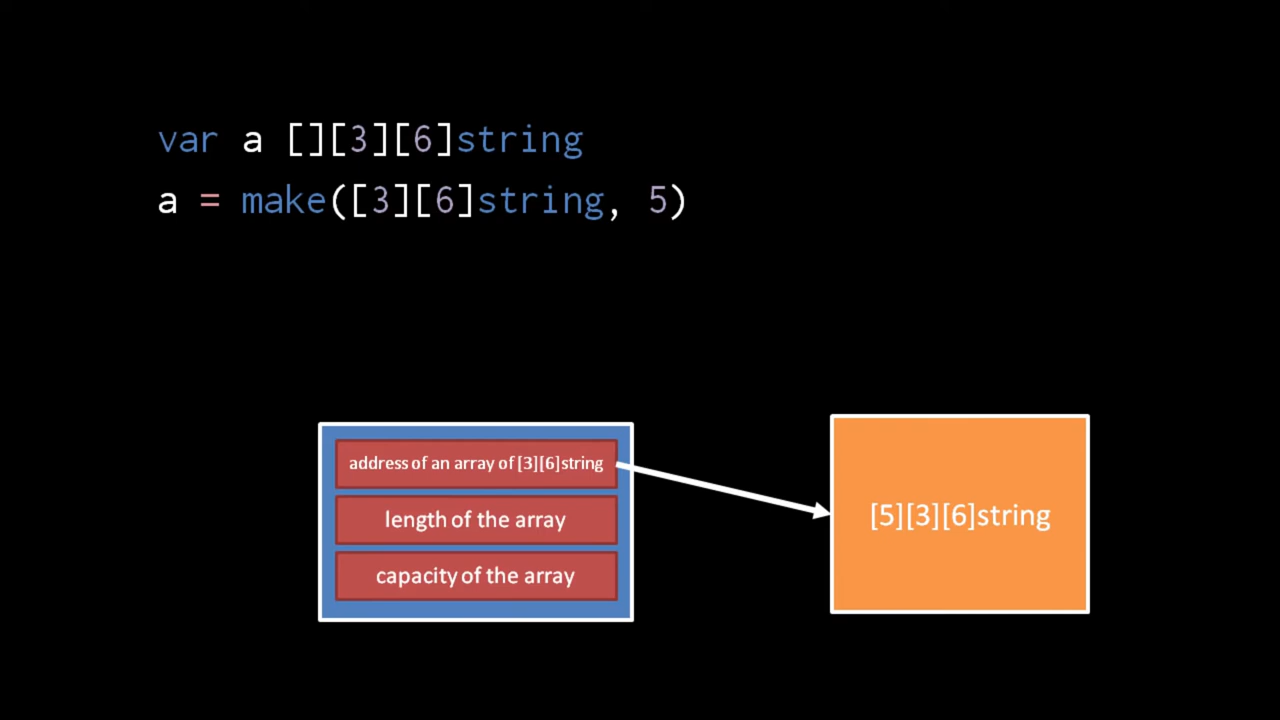 var a [][3][6]string
a = make([3][6]string, 5)
address of an array of [3][6]string
length of the array
capacity of the array
[5][3][6]string